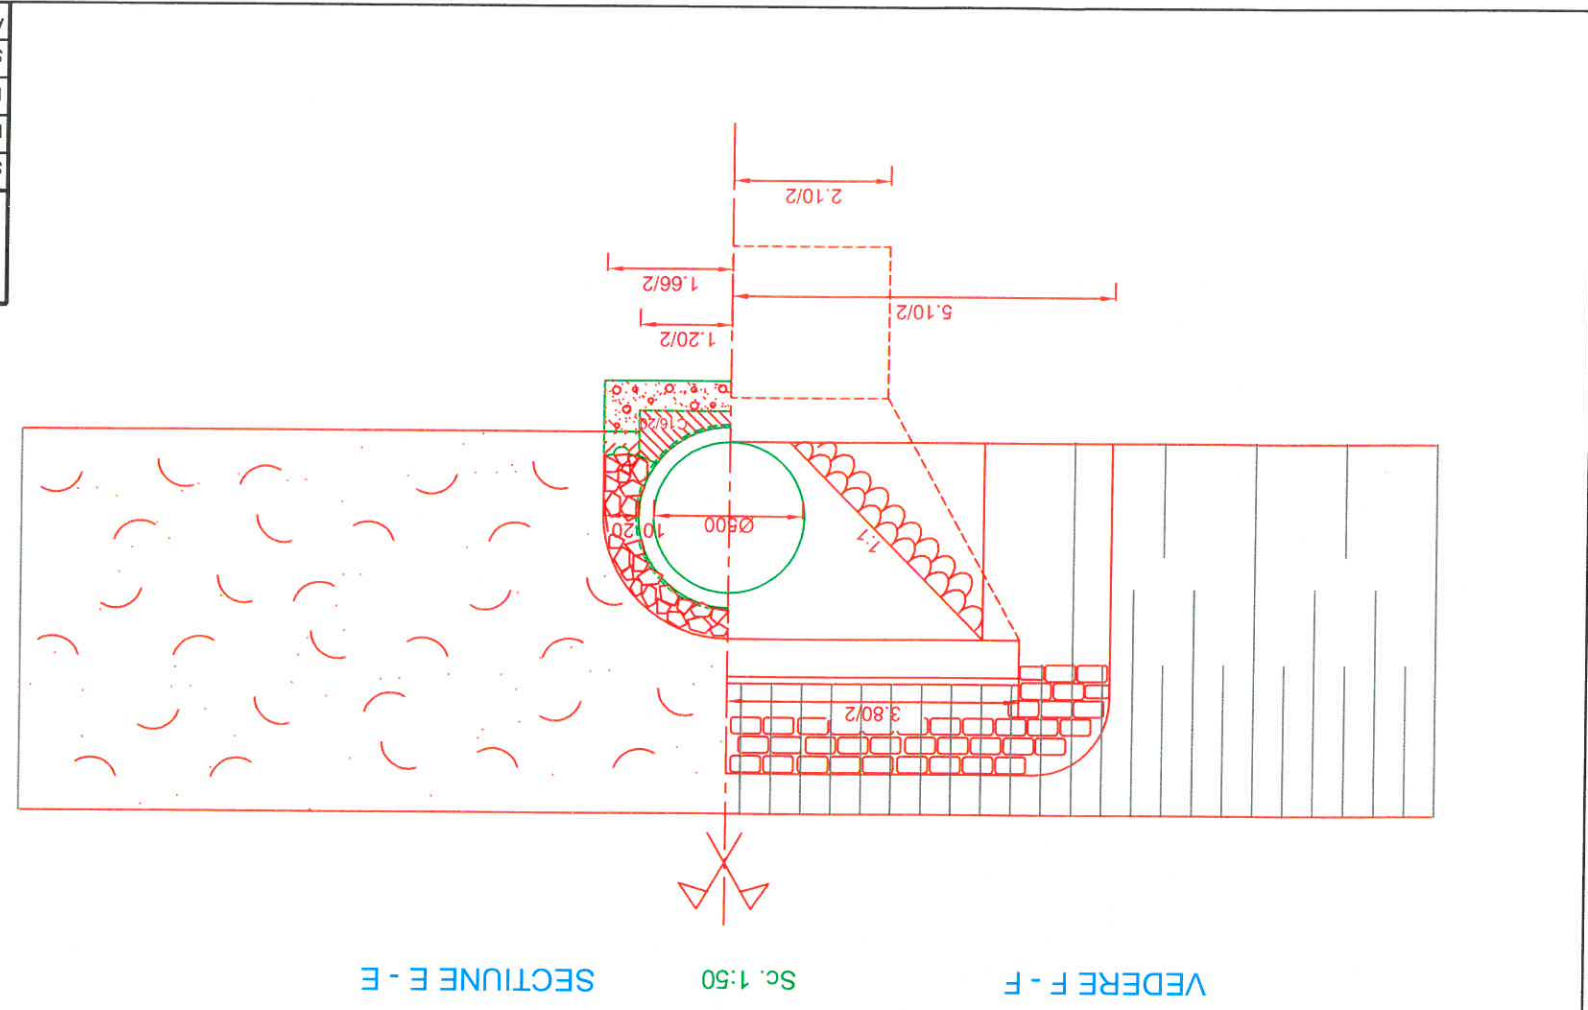 VEDERE F - F
Sc. 1:50
SECTIUNE E - E
3.80/2
1:1
Ø500
10
20
C16/20
5.10/2
1.20/2
1.66/2
2.10/2